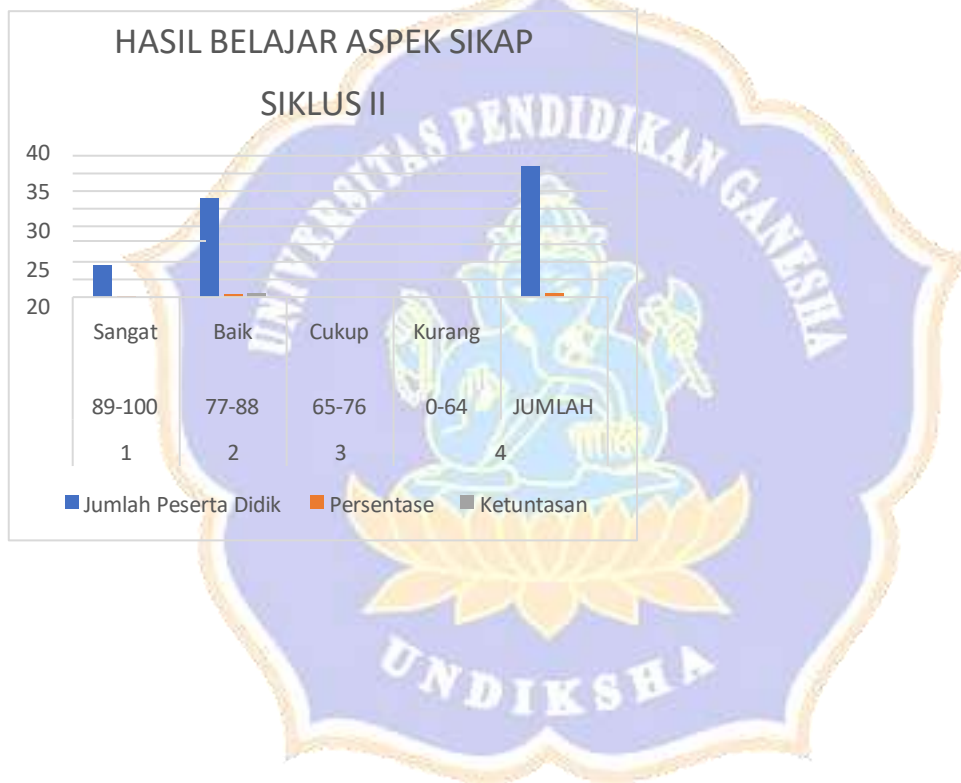 HASIL BELAJAR ASPEK SIKAP
SIKLUS II
40
35
30
25
20
Sangat Baik Cukup Kurang
89-100 77-88 65-76 0-64 JUMLAH
1 2 3 4
Jumlah Peserta Didik Persentase Ketuntasan
UNIVERSITAS PENDIDIKAN GANESHA
UNDIKSHA